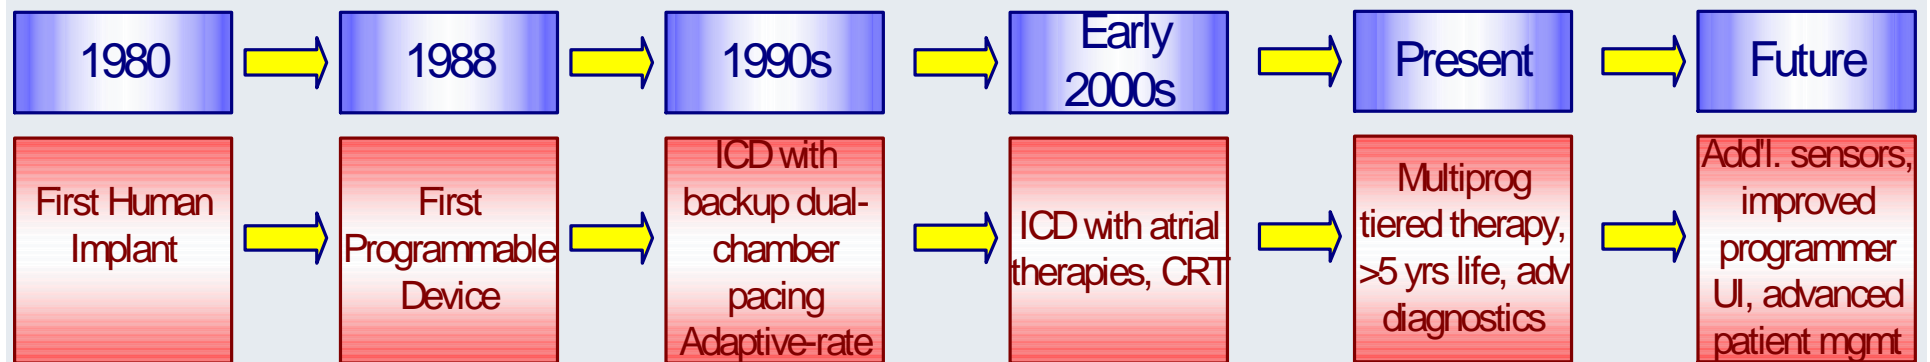 1980
1988
1990s
Early
2000s
Present
Future
First Human
Implant
First
Programmable
Device
ICD with
backup dual-
chamber
pacing
Adaptive-rate
ICD with atrial
therapies, CRT
Multiprog
tiered therapy,
>5 yrs life, adv
diagnostics
Add'l. sensors,
improved
programmer
UI, advanced
patient mgmt